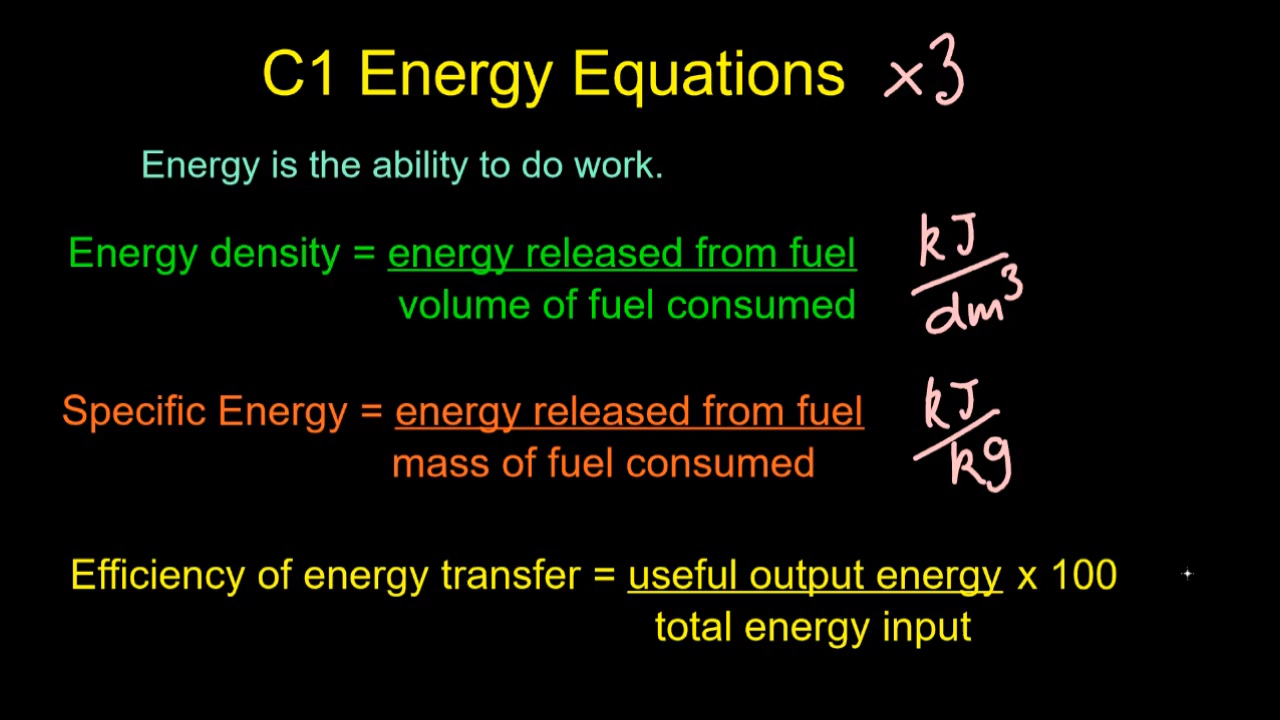 C1 Energy Equations x3
Energy is the ability to do work.
Energy density = energy released from fuel
volume of fuel consumed
kJ
dm³
Specific Energy = energy released from fuel
mass of fuel consumed
kJ
kg
Efficiency of energy transfer = useful output energy x 100
total energy input